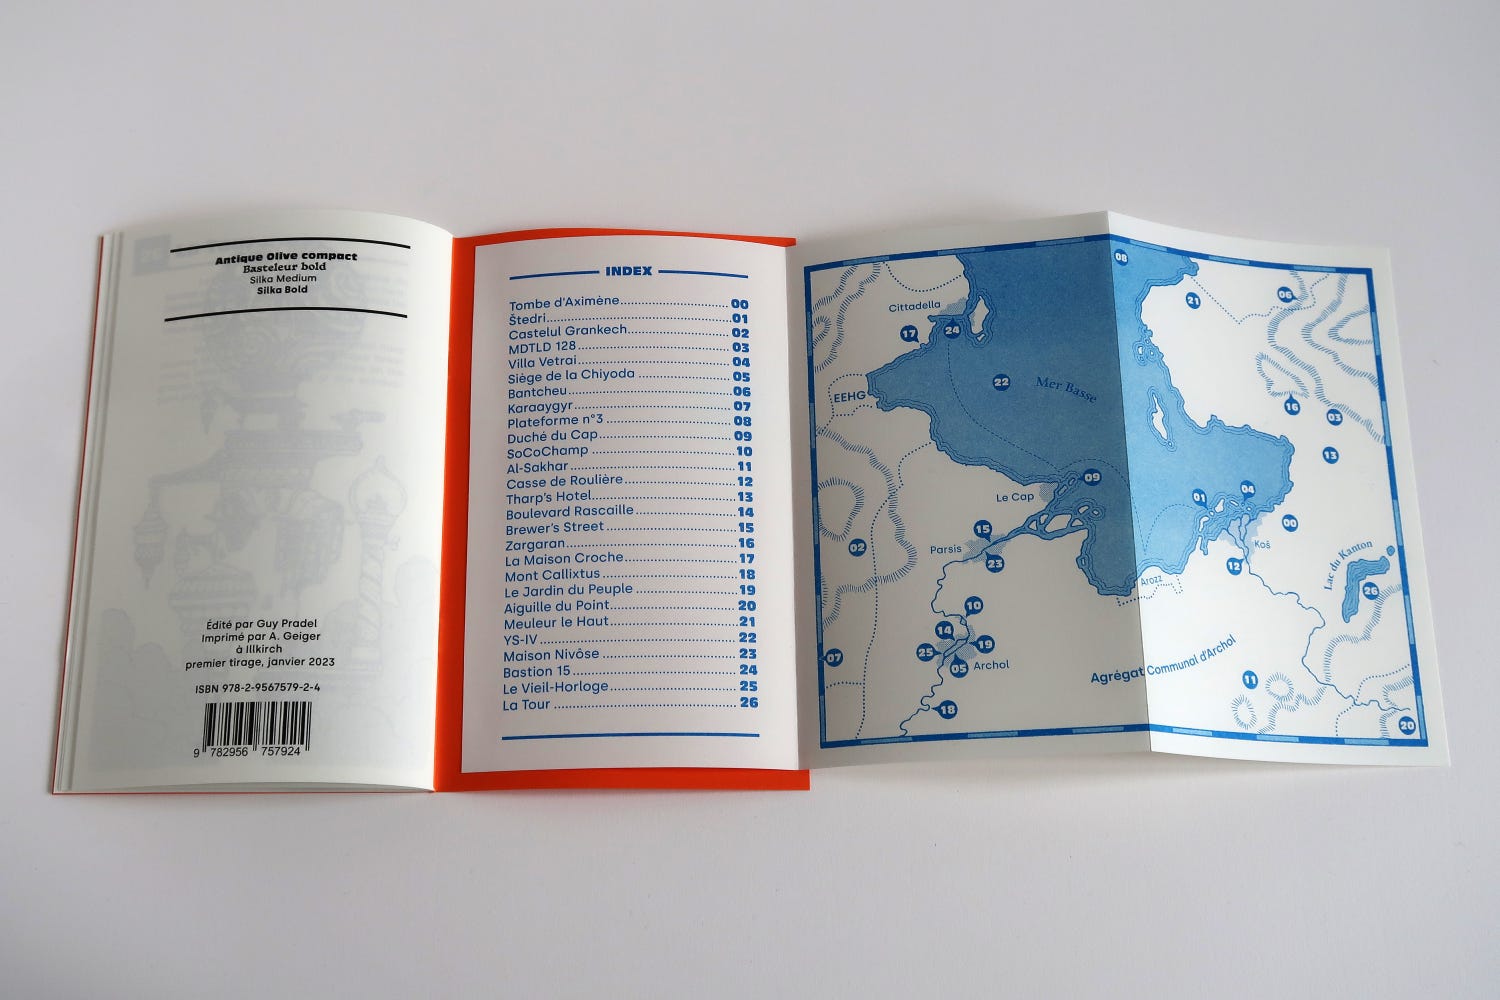 Antique Olive compact
Basteleur bold
Silka Medium
Silka Bold
Édité par Guy Pradel
Imprimé par A. Geiger
à Illkirch
premier tirage, janvier 2023
ISBN 978-2-9567579-2-4
9 782956 757924
INDEX
Tombe d'Aximène 00
Štedri 01
Castelul Grankech 02
MDTLD 128 03
Villa Vetrai 04
Siège de la Chiyoda 05
Bantcheu 06
Karaaygyr 07
Plateforme n°3 08
Duché du Cap 09
SoCoChamp 10
Al-Sakhar 11
Casse de Roulière 12
Tharp's Hotel 13
Boulevard Rascaille 14
Brewer's Street 15
Zargaran 16
La Maison Croche 17
Mont Callixtus 18
Le Jardin du Peuple 19
Aiguille du Point 20
Meuleur le Haut 21
YS-IV 22
Maison Nivôse 23
Bastion 15 24
Le Vieil-Horloge 25
La Tour 26
08
21
06
Cittadella
17
24
22
Mer Basse
EEHG
16
03
13
09
Le Cap
01
04
00
15
Parsis
23
02
Koš
12
Lac du Kanton
26
Arozz
10
14
19
25
05
Archol
07
Agrégat Communal d'Archol
11
18
20